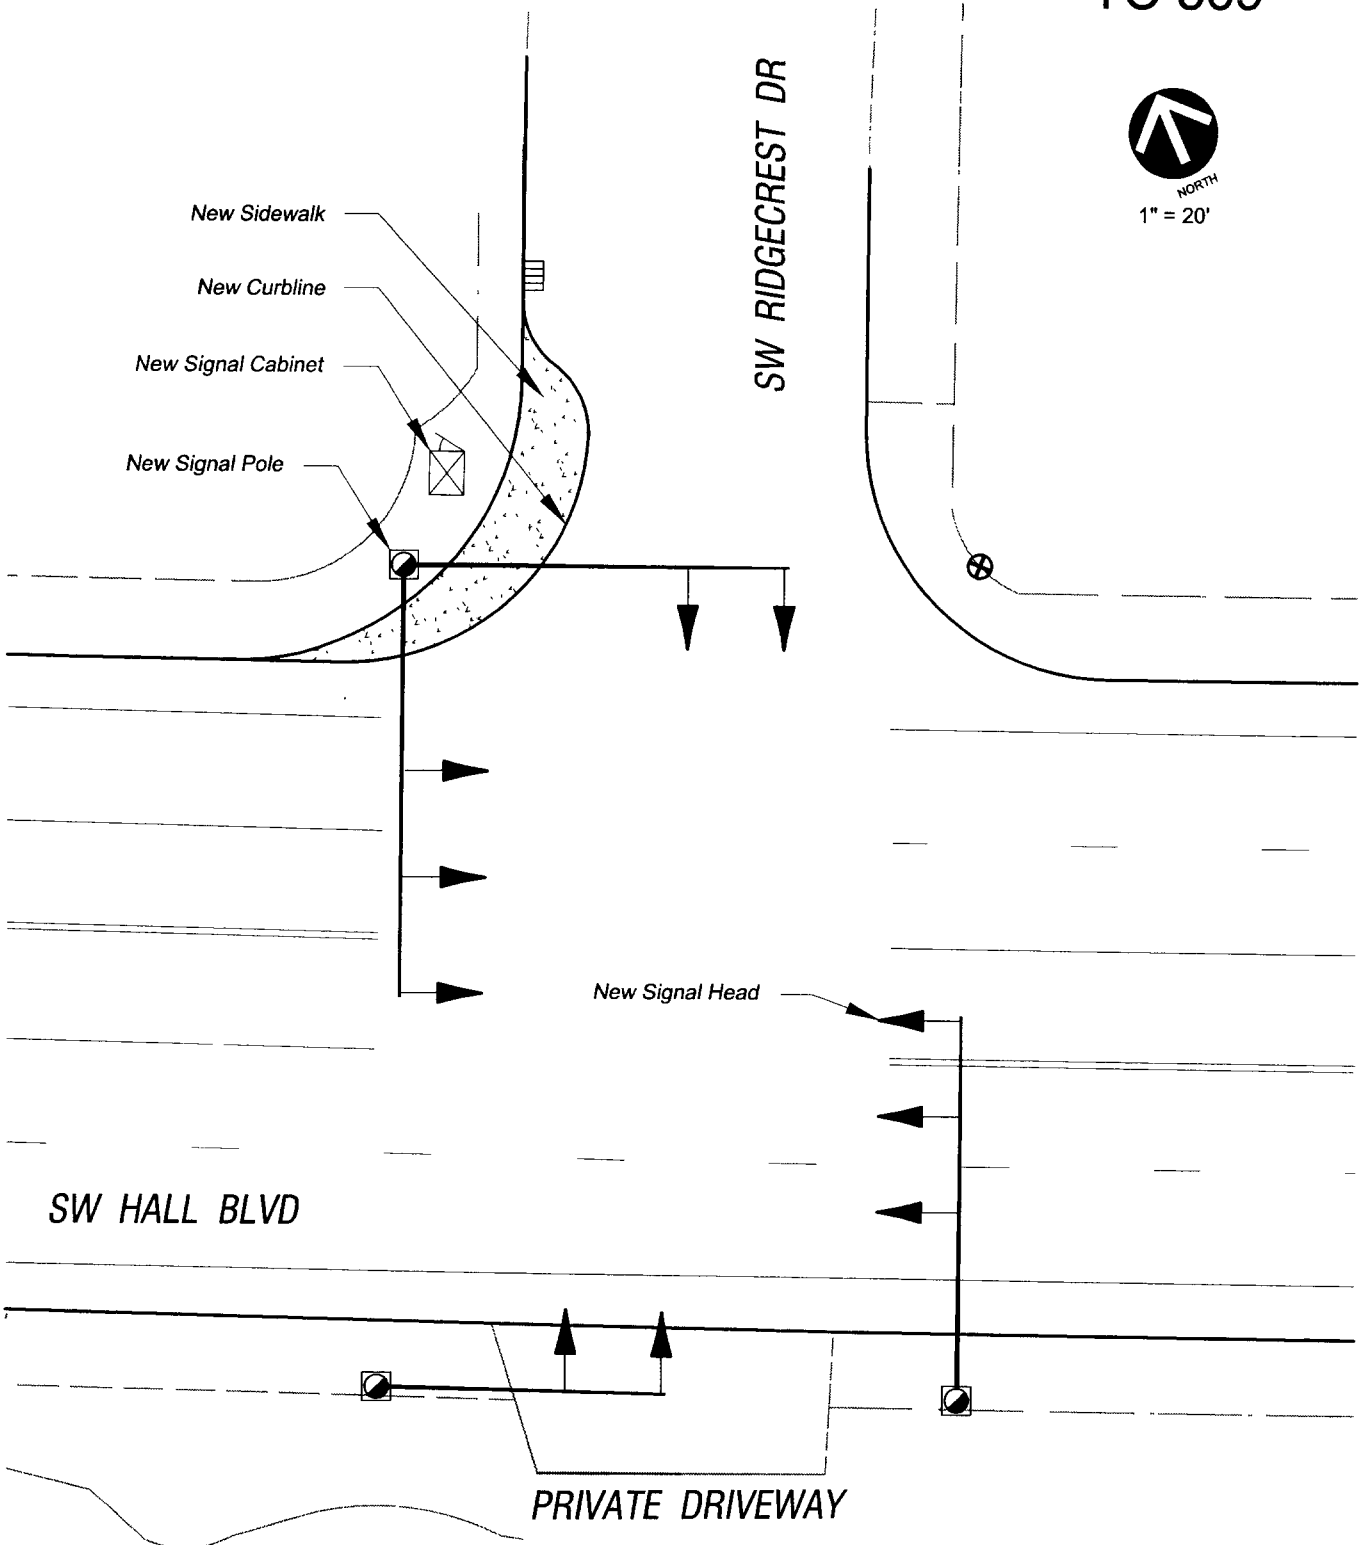 SW RIDGECREST DR
NORTH
1" = 20'
New Sidewalk
New Curbline
New Signal Cabinet
New Signal Pole
New Signal Head
SW HALL BLVD
PRIVATE DRIVEWAY